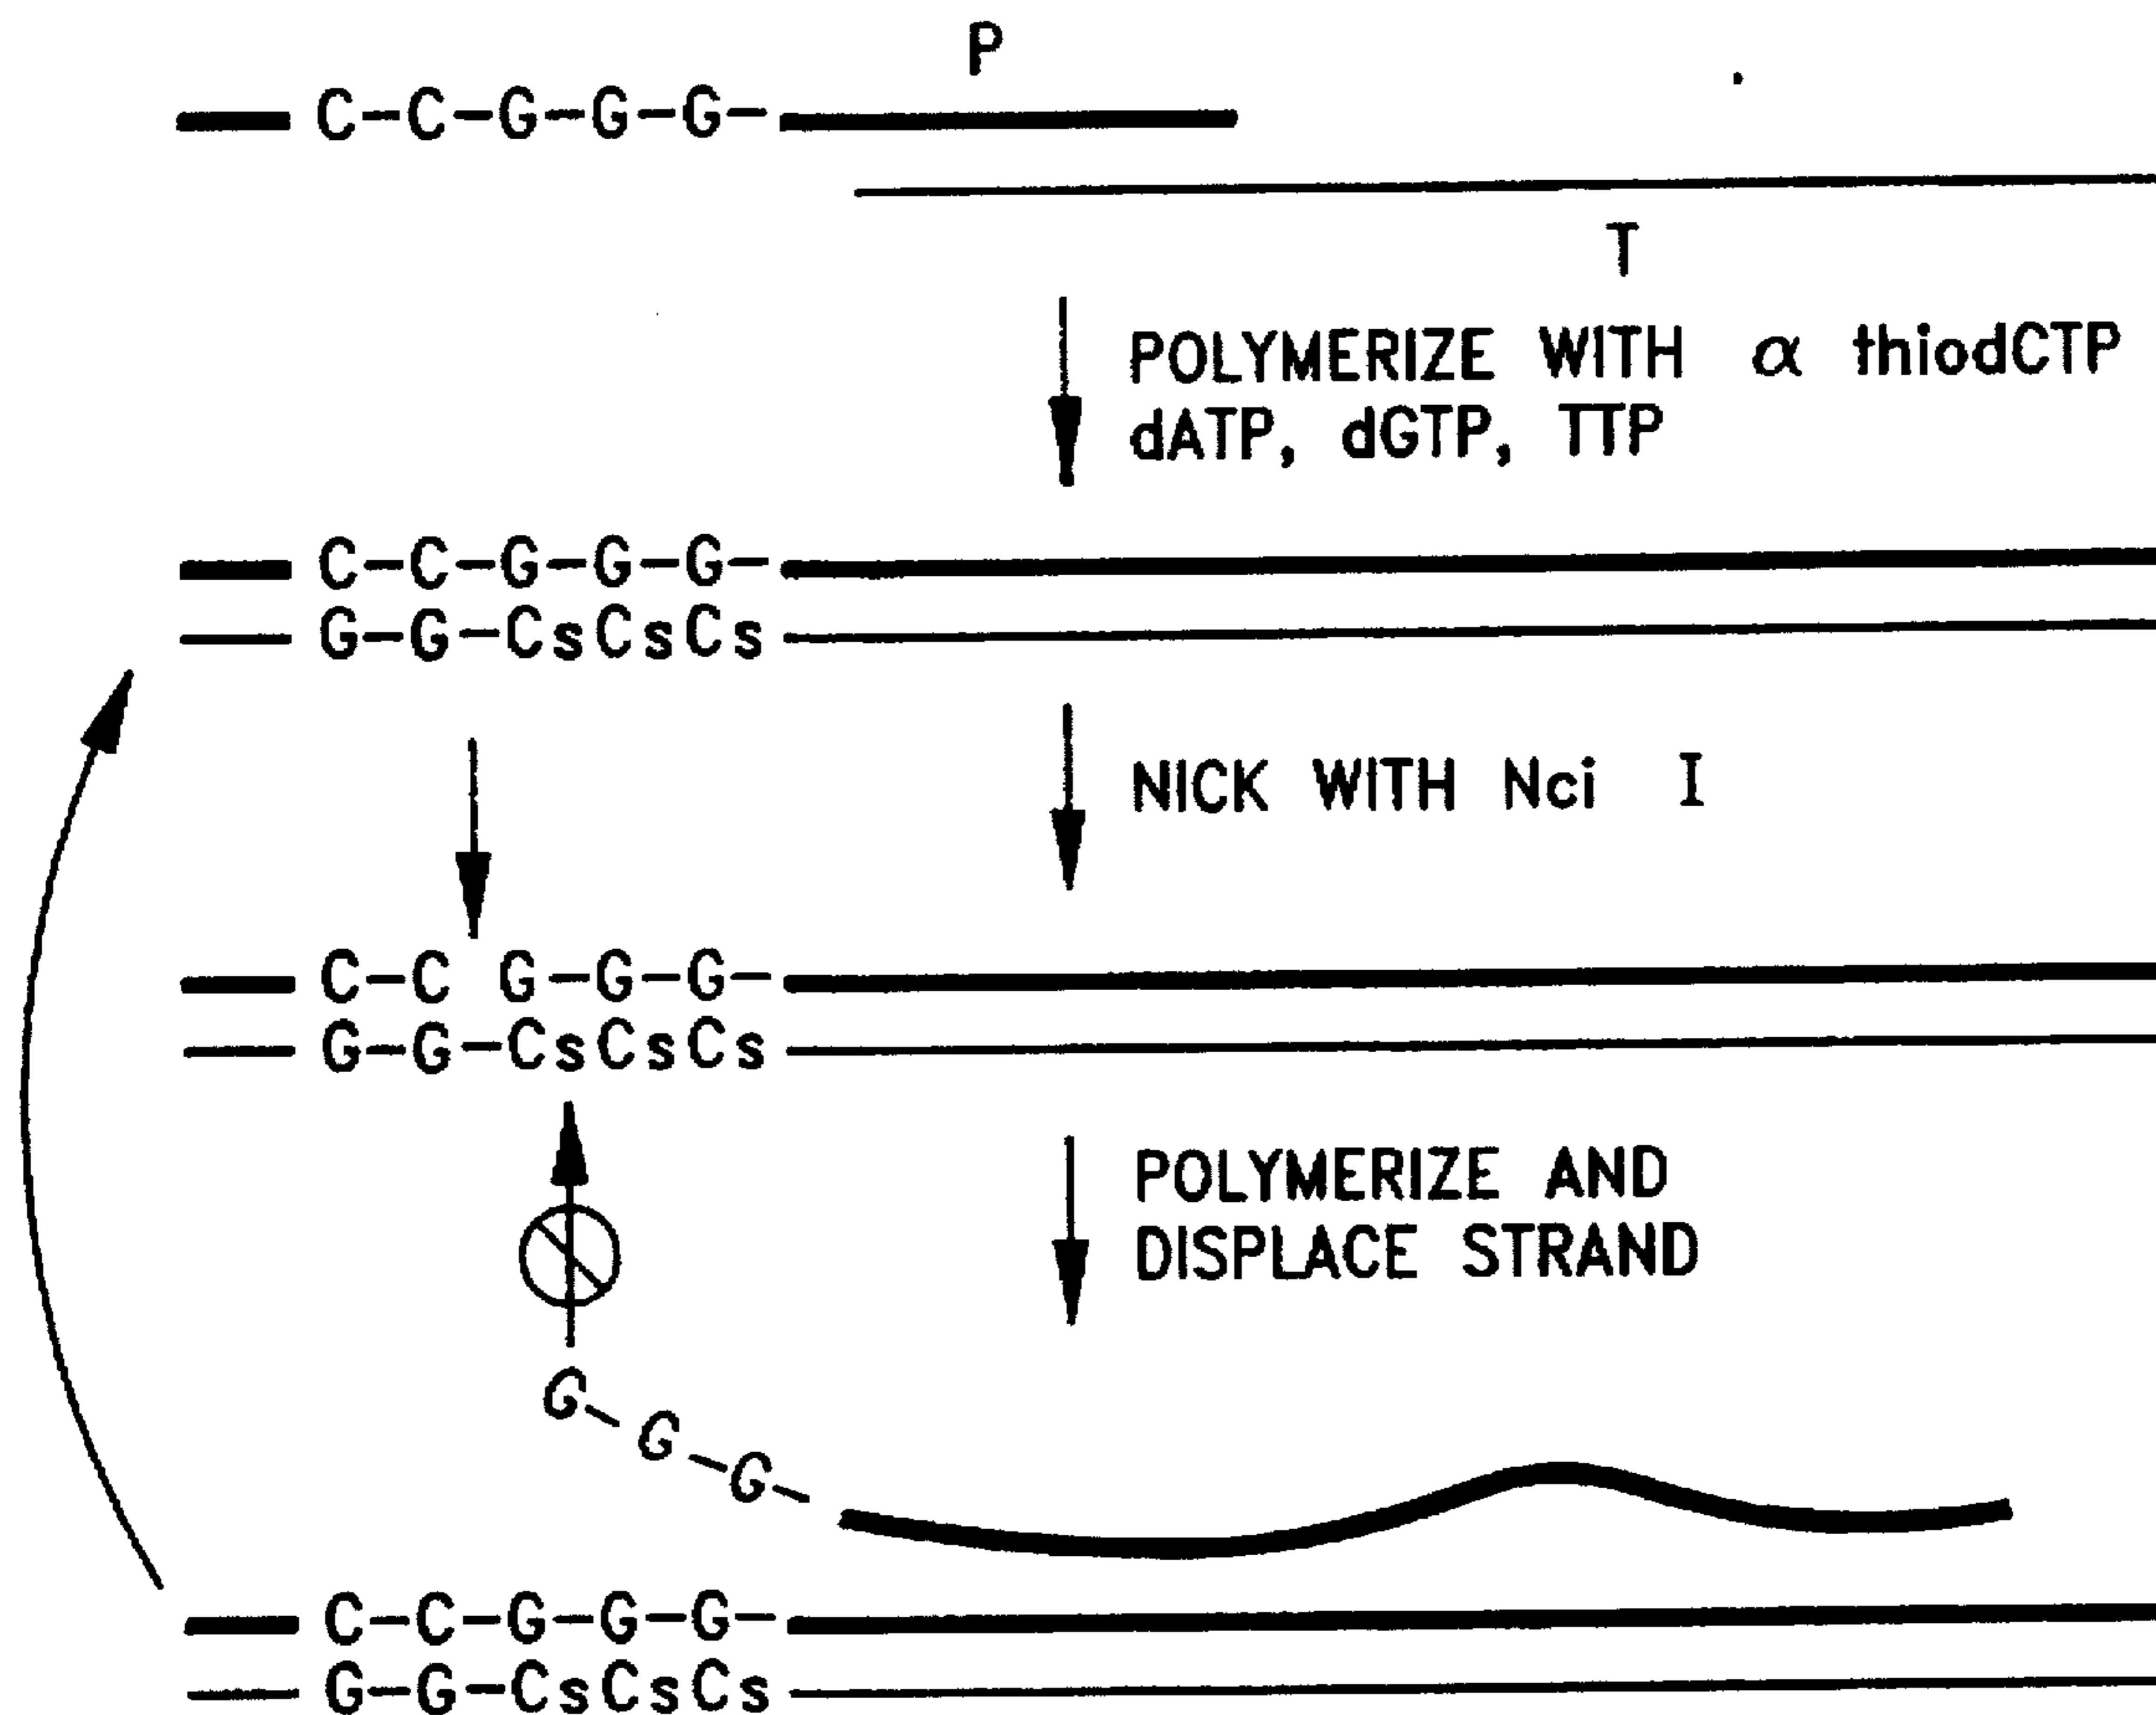 P
C-C-G-G-G-
T
POLYMERIZE WITH α thiodCTP
dATP, dGTP, TTP
C-C-G-G-G-
G-G-CsCsCs
NICK WITH Nci I
C-C G-G-G-
G-G-CsCsCs
POLYMERIZE AND
DISPLACE STRAND
G-G-G-
C-C-G-G-G-
G-G-CsCsCs